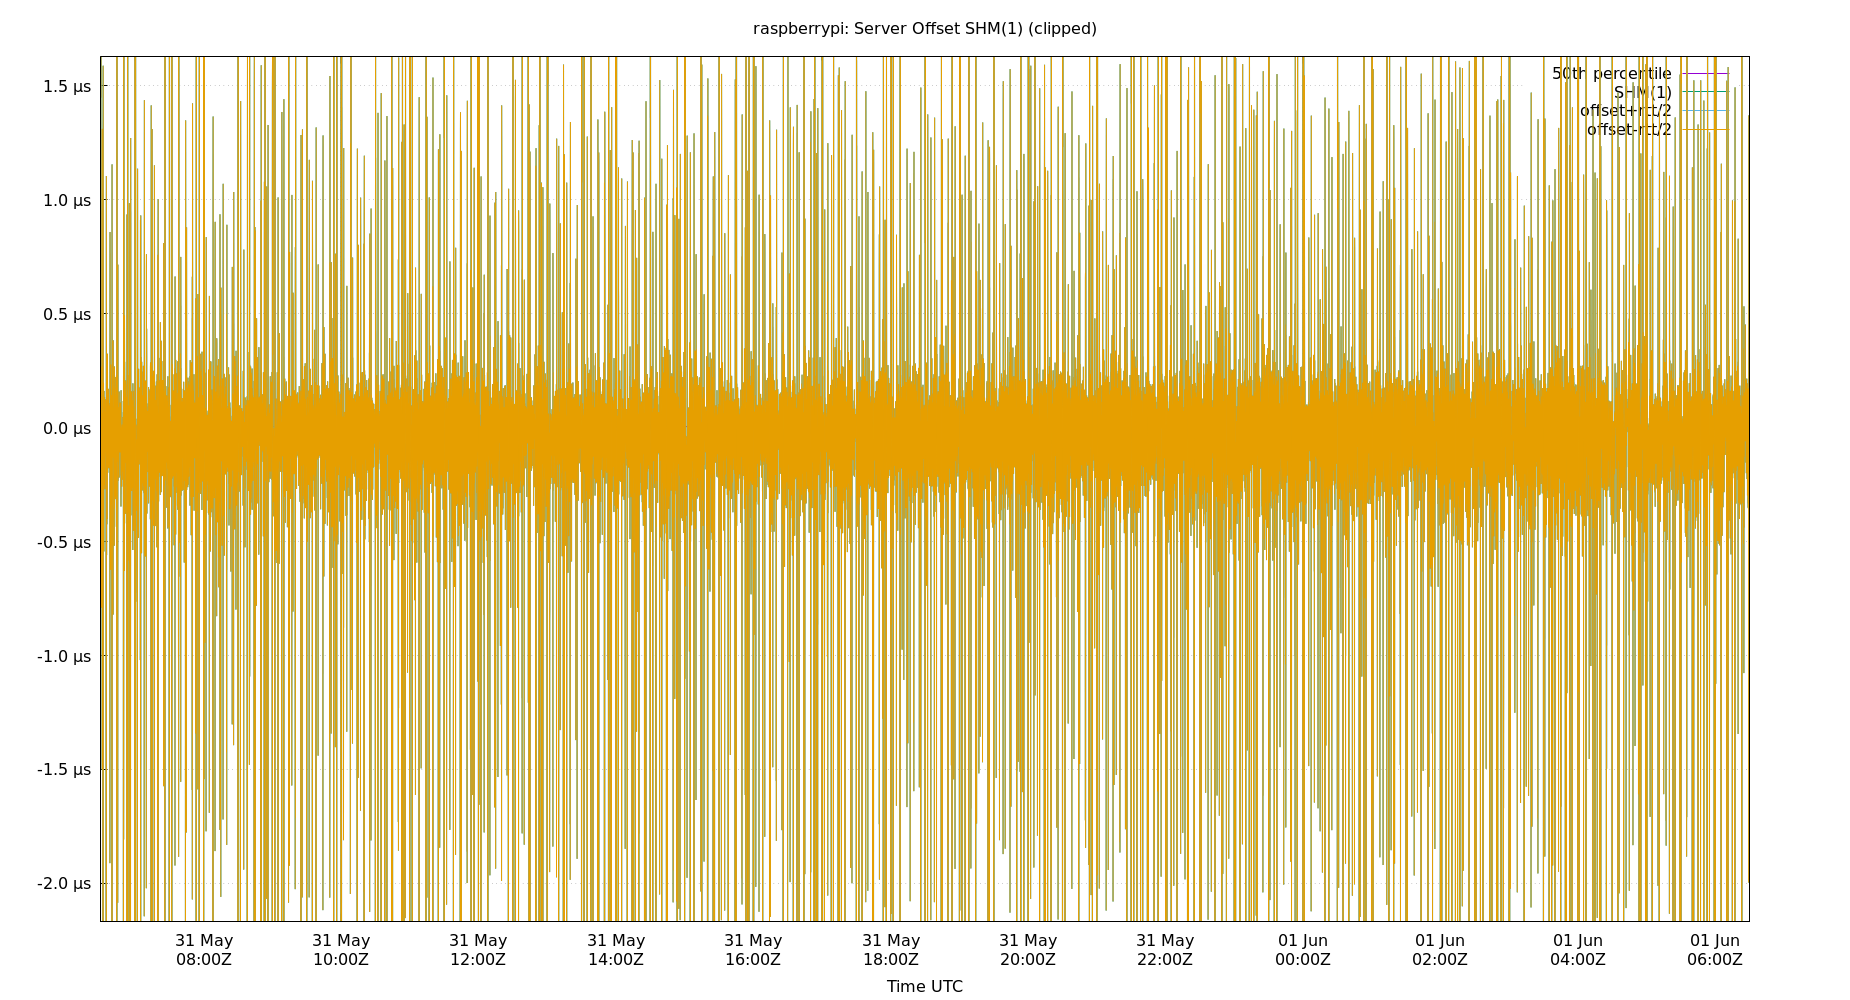 raspberrypi: Server Offset SHM(1) (clipped)
50th percentile
SHM(1)
offset+rtt/2
offset-rtt/2
1.5 µs
1.0 µs
0.5 µs
0.0 µs
-0.5 µs
-1.0 µs
-1.5 µs
-2.0 µs
31 May 31 May 31 May 31 May 31 May 31 May 31 May 31 May 01 Jun 01 Jun 01 Jun 01 Jun
08:00Z 10:00Z 12:00Z 14:00Z 16:00Z 18:00Z 20:00Z 22:00Z 00:00Z 02:00Z 04:00Z 06:00Z
Time UTC